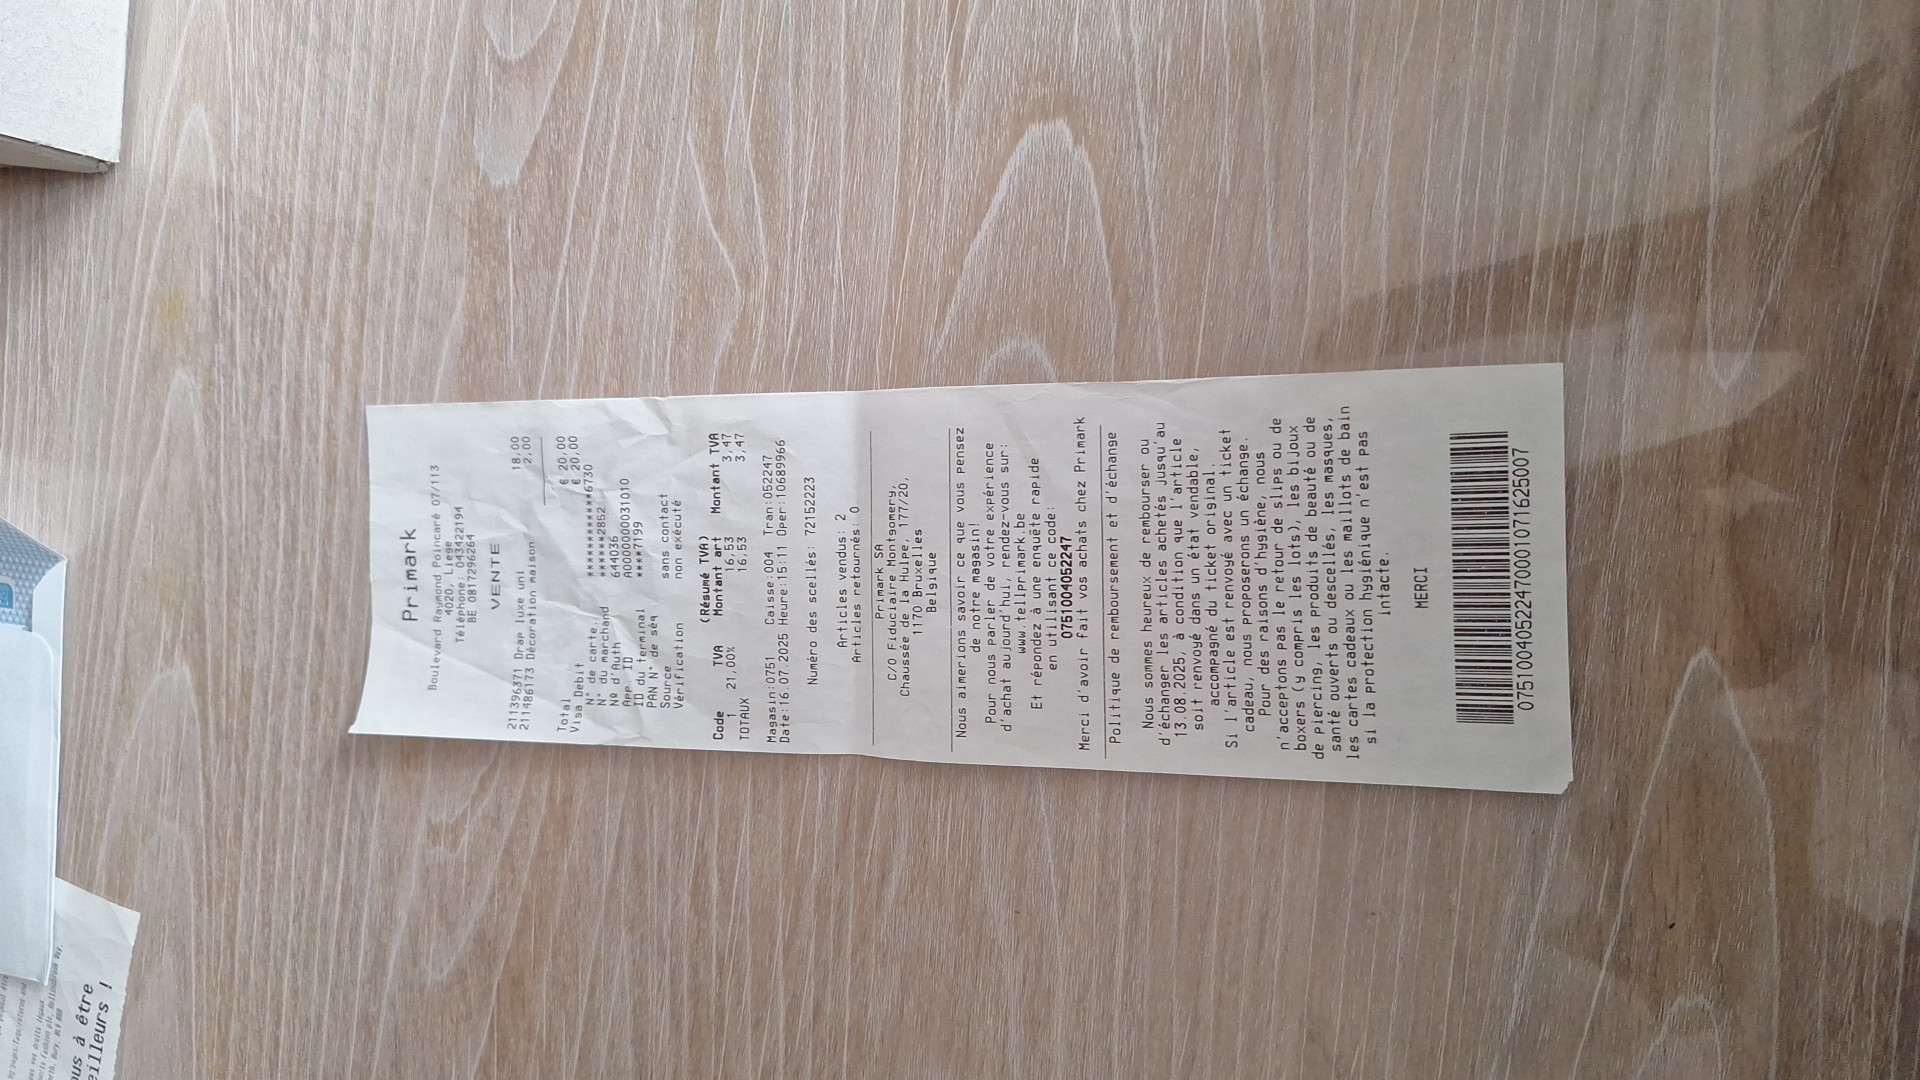 Primark
Boulevard Raymond Poincaré 07/13
4020, Liège
Téléphone: 043422194
BE 0817296264
VENTE
211396371 Drap luxe uni 18,00
211486173 Décoration maison 2,00
Total € 20,00
Visa Debit € 20,00
N° de carte. ************6730
N° du marchand ******2852
Nº d'Auth 644036
App ID A0000000031010
ID du terminal ****7199
PAN N° de séq
Source sans contact
Vérification non exécuté
(Résumé TVA)
Code TVA Montant art Montant TVA
1 21,00% 16,53 3,47
TOTAUX 16,53 3,47
Magasin:0751 Caisse:004 Tran:052247
Date:16.07.2025 Heure:15:11 Oper:10689966
Numéro des scellés: 72152223
Articles vendus: 2
Articles retournés: 0
Primark SA
C/O Fiduciaire Montgomery,
Chaussée de la Hulpe, 177/20,
1170 Bruxelles
Belgique
Nous aimerions savoir ce que vous pensez
de notre magasin!
Pour nous parler de votre expérience
d'achat aujourd'hui, rendez-vous sur:
www.tellprimark.be
Et répondez à une enquête rapide
en utilisant ce code:
0751004052247
Merci d'avoir fait vos achats chez Primark
Politique de remboursement et d'échange
Nous sommes heureux de rembourser ou
d'échanger les articles achetés jusqu'au
13.08.2025, à condition que l'article
soit renvoyé dans un état vendable,
accompagné du ticket original.
Si l'article est renvoyé avec un ticket
cadeau, nous proposerons un échange.
Pour des raisons d'hygiène, nous
n'acceptons pas le retour de slips ou de
boxers (y compris les lots), les bijoux
de piercing, les produits de beauté ou de
santé ouverts ou descellés, les masques,
les cartes cadeaux ou les maillots de bain
si la protection hygiénique n'est pas
intacte.
MERCI
07510040522470001071625007
ous à être
eilleurs !